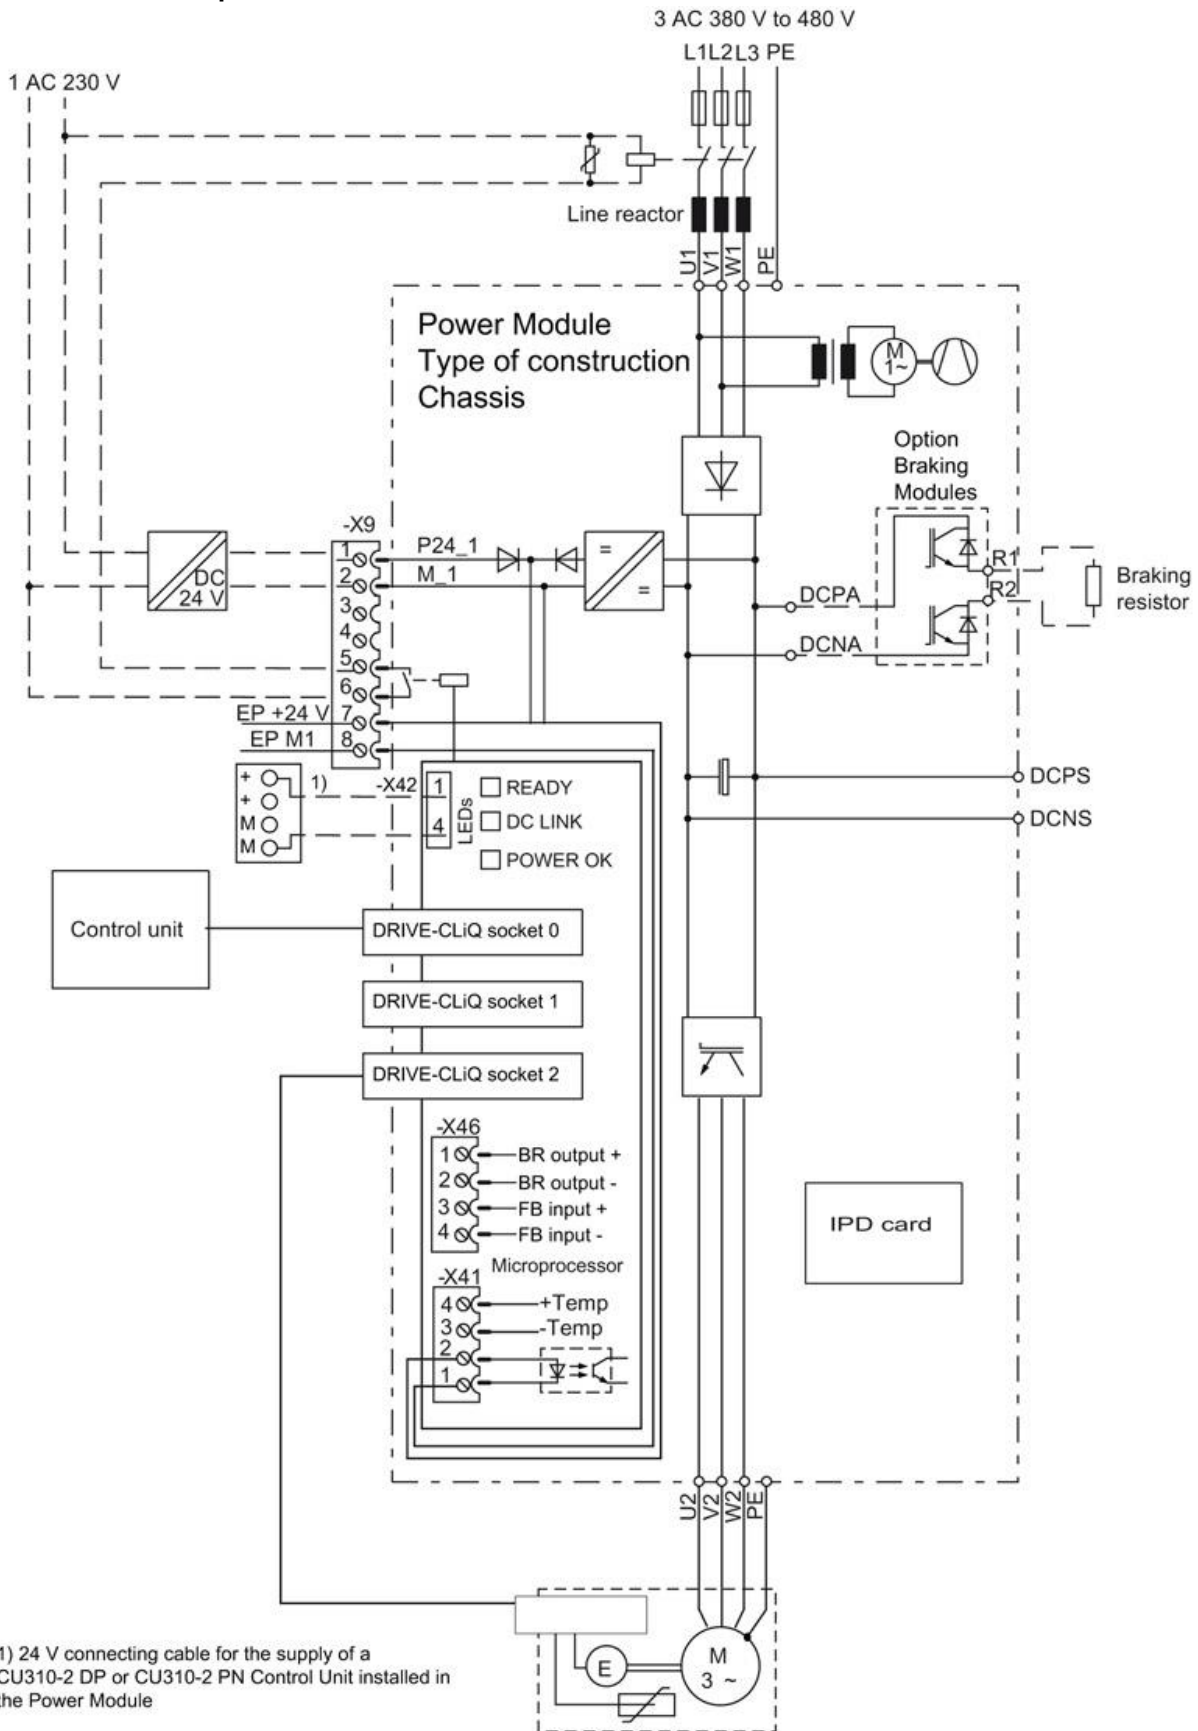 3 AC 380 V to 480 V
L1 L2 L3 PE
1 AC 230 V
Line reactor
U1 V1 W1 PE
Power Module
Type of construction
Chassis
M
1~
Option
Braking
Modules
-X9
1
2
3
4
5
6
7
8
P24_1
M_1
=
=
DC
24 V
R1
R2
Braking
resistor
DCPA
DCNA
EP +24 V
EP M1
+
+
M
M
1)
-X42
1
4
LEDs
READY
DC LINK
POWER OK
DCPS
DCNS
Control unit
DRIVE-CLiQ socket 0
DRIVE-CLiQ socket 1
DRIVE-CLiQ socket 2
-X46
1 BR output +
2 BR output -
3 FB input +
4 FB input -
Microprocessor
-X41
4 +Temp
3 -Temp
2
1
IPD card
U2 V2 W2 PE
E
M
3 ~
1) 24 V connecting cable for the supply of a
CU310-2 DP or CU310-2 PN Control Unit installed in
the Power Module